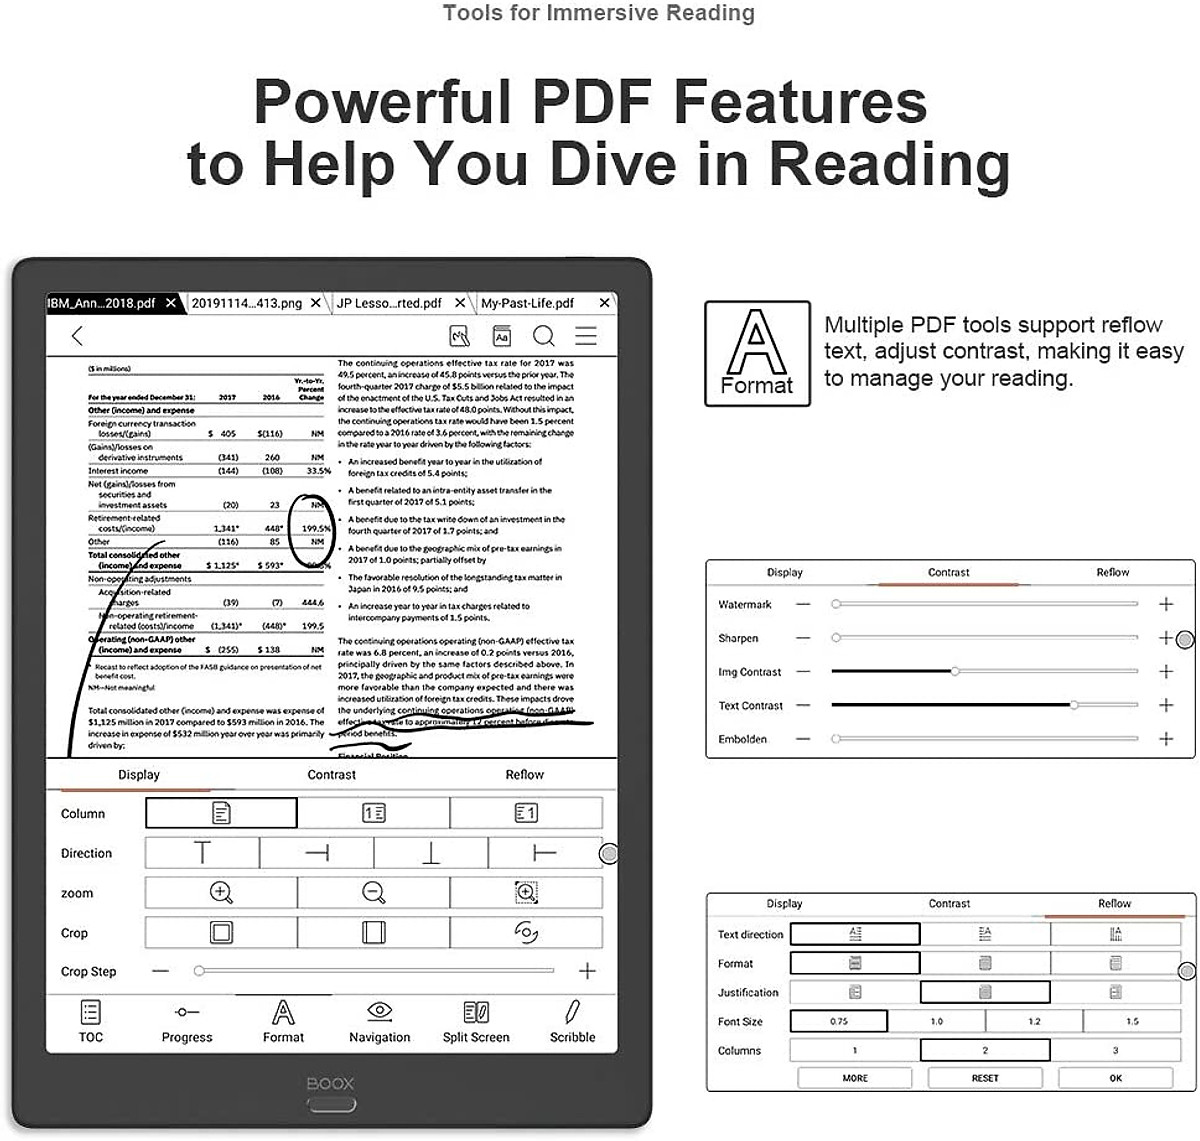 Tools for Immersive Reading
Powerful PDF Features
to Help You Dive in Reading
IBM_Ann...2018.pdf ✕
20191114...413.png ✕
JP Lesso...rted.pdf ✕
My-Past-Life.pdf ✕
Aa
($ in millions)
Yr.-to-Yr.
Percent
For the year ended December 31: 2017 2016 Change
Other (income) and expense
Foreign currency transaction
losses/(gains) $ 405 $(116) NM
(Gains)/losses on
derivative instruments (341) 260 NM
Interest income (144) (108) 33.5%
Net (gains)/losses from
securities and
investment assets (20) 23 NM
Retirement-related
costs/(income) 1,341* 448* 199.5%
Other (116) 85 NM
Total consolidated other
(income) and expense $ 1,125* $ 593*
Non-operating adjustments
Acquisition-related
charges (39) (7) 444.6
Non-operating retirement-
related (costs)/income (1,341)* (448)* 199.5
Operating (non-GAAP) other
(income) and expense $ (255) $ 138 NM
* Recast to reflect adoption of the FASB guidance on presentation of net
benefit cost.
NM—Not meaningful
Total consolidated other (income) and expense was expense of
$1,125 million in 2017 compared to $593 million in 2016. The
increase in expense of $532 million year over year was primarily
driven by:
The continuing operations effective tax rate for 2017 was
49.5 percent, an increase of 45.8 points versus the prior year. The
fourth-quarter 2017 charge of $5.5 billion related to the impact
of the enactment of the U.S. Tax Cuts and Jobs Act resulted in an
increase to the effective tax rate of 48.0 points. Without this impact,
the continuing operations tax rate would have been 1.5 percent
compared to a 2016 rate of 3.6 percent, with the remaining change
in the rate year to year driven by the following factors:
• An increased benefit year to year in the utilization of
foreign tax credits of 5.4 points;
• A benefit related to an intra-entity asset transfer in the
first quarter of 2017 of 5.1 points;
• A benefit due to the tax write down of an investment in the
fourth quarter of 2017 of 1.7 points; and
• A benefit due to the geographic mix of pre-tax earnings in
2017 of 1.0 points; partially offset by
• The favorable resolution of the longstanding tax matter in
Japan in 2016 of 9.5 points; and
• An increase year to year in tax charges related to
intercompany payments of 1.5 points.
The continuing operations operating (non-GAAP) effective tax
rate was 6.8 percent, an increase of 0.2 points versus 2016,
principally driven by the same factors described above. In
2017, the geographic and product mix of pre-tax earnings were
more favorable than the company expected and there was
increased utilization of foreign tax credits. These impacts drove
the underlying continuing operations operating (non-GAAP)
effective tax rate to approximately 12 percent before discrete
period benefits.
Financial Position
Display Contrast Reflow
Column 1 1
Direction
zoom
Crop
Crop Step — +
TOC Progress Format Navigation Split Screen Scribble
BOOX
A
Format
Multiple PDF tools support reflow
text, adjust contrast, making it easy
to manage your reading.
Display Contrast Reflow
Watermark — +
Sharpen — +
Img Contrast — +
Text Contrast — +
Embolden — +
Display Contrast Reflow
Text direction A A A
Format
Justification
Font Size 0.75 1.0 1.2 1.5
Columns 1 2 3
MORE RESET OK